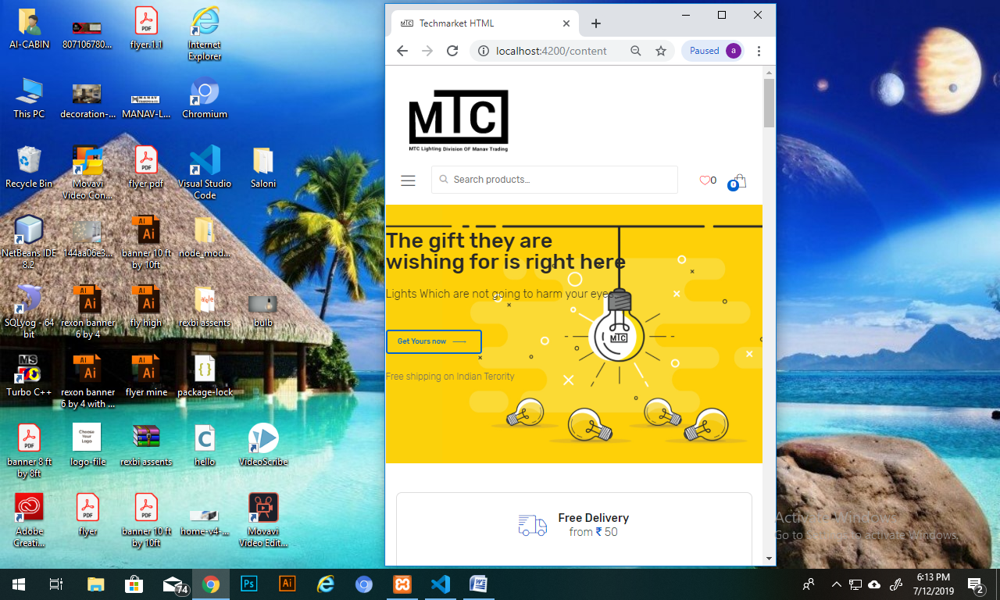 AI-CABIN
807106780...
flyer.1.1
Internet
Explorer
This PC
decoration-...
MANAV-L...
Chromium
Recycle Bin
Movavi
Video Con...
flyer.pdf
Visual Studio
Code
Saloni
NetBeans IDE
8.2
144aa06e3...
banner 10 ft
by 10ft
node_mod...
SQLyog - 64
bit
rexon banner
6 by 4
fly high
rexbi assents
bulb
Turbo C++
rexon banner
6 by 4 with ...
flyer mine
package-lock
banner 8 ft
by 8ft
Choose
Your
Logo
logo-file
rexbi assents
hello
VideoScribe
Adobe
Creati...
flyer
banner 10 ft
by 10ft
home-v4-...
Movavi
Video Edit...
Techmarket HTML
localhost:4200/content
Paused
a
MTC
MTC Lighting Division OF Manav Trading
Search products...
0
0
The gift they are
wishing for is right here
Lights Which are not going to harm your eyes.
Get Yours now
MTC
Free shipping on Indian Terority
Free Delivery
from ₹ 50
Activate Windows
Go to Settings to activate Windows.
74
6:13 PM
7/12/2019
2